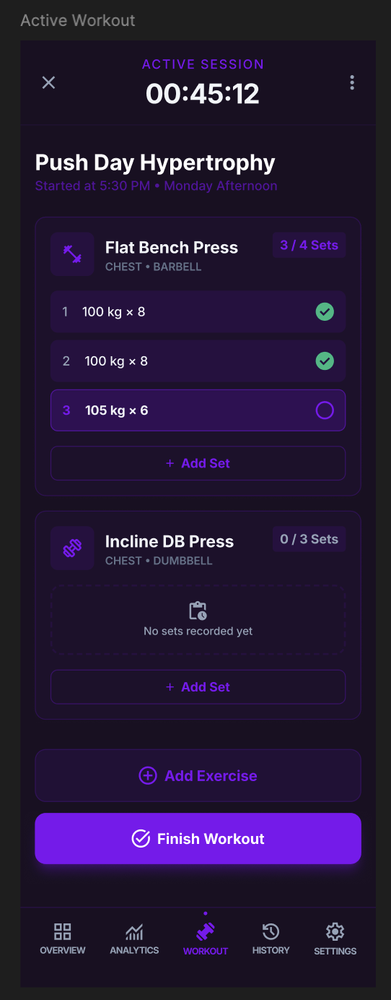 Active Workout
ACTIVE SESSION
00:45:12
Push Day Hypertrophy
Started at 5:30 PM • Monday Afternoon
Flat Bench Press
3 / 4 Sets
CHEST • BARBELL
1 100 kg × 8
2 100 kg × 8
3 105 kg × 6
+ Add Set
Incline DB Press
0 / 3 Sets
CHEST • DUMBBELL
No sets recorded yet
+ Add Set
Add Exercise
Finish Workout
OVERVIEW ANALYTICS WORKOUT HISTORY SETTINGS